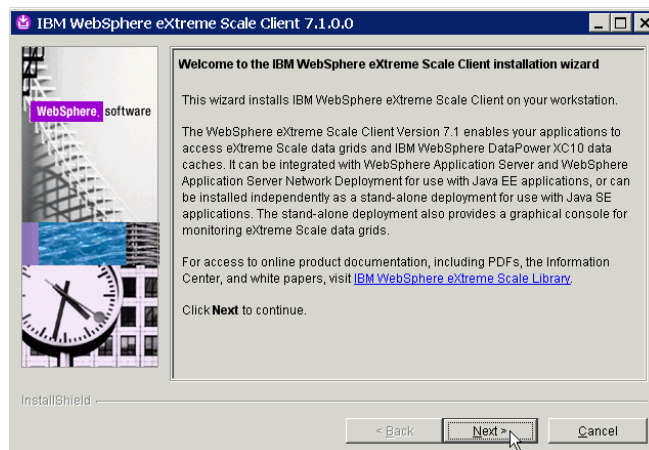 IBM WebSphere eXtreme Scale Client 7.1.0.0
WebSphere. software
Welcome to the IBM WebSphere eXtreme Scale Client installation wizard
This wizard installs IBM WebSphere eXtreme Scale Client on your workstation.
The WebSphere eXtreme Scale Client Version 7.1 enables your applications to
access eXtreme Scale data grids and IBM WebSphere DataPower XC10 data
caches. It can be integrated with WebSphere Application Server and WebSphere
Application Server Network Deployment for use with Java EE applications, or can
be installed independently as a stand-alone deployment for use with Java SE
applications. The stand-alone deployment also provides a graphical console for
monitoring eXtreme Scale data grids.
For access to online product documentation, including PDFs, the Information
Center, and white papers, visit IBM WebSphere eXtreme Scale Library.
Click Next to continue.
InstallShield
< Back Next > Cancel